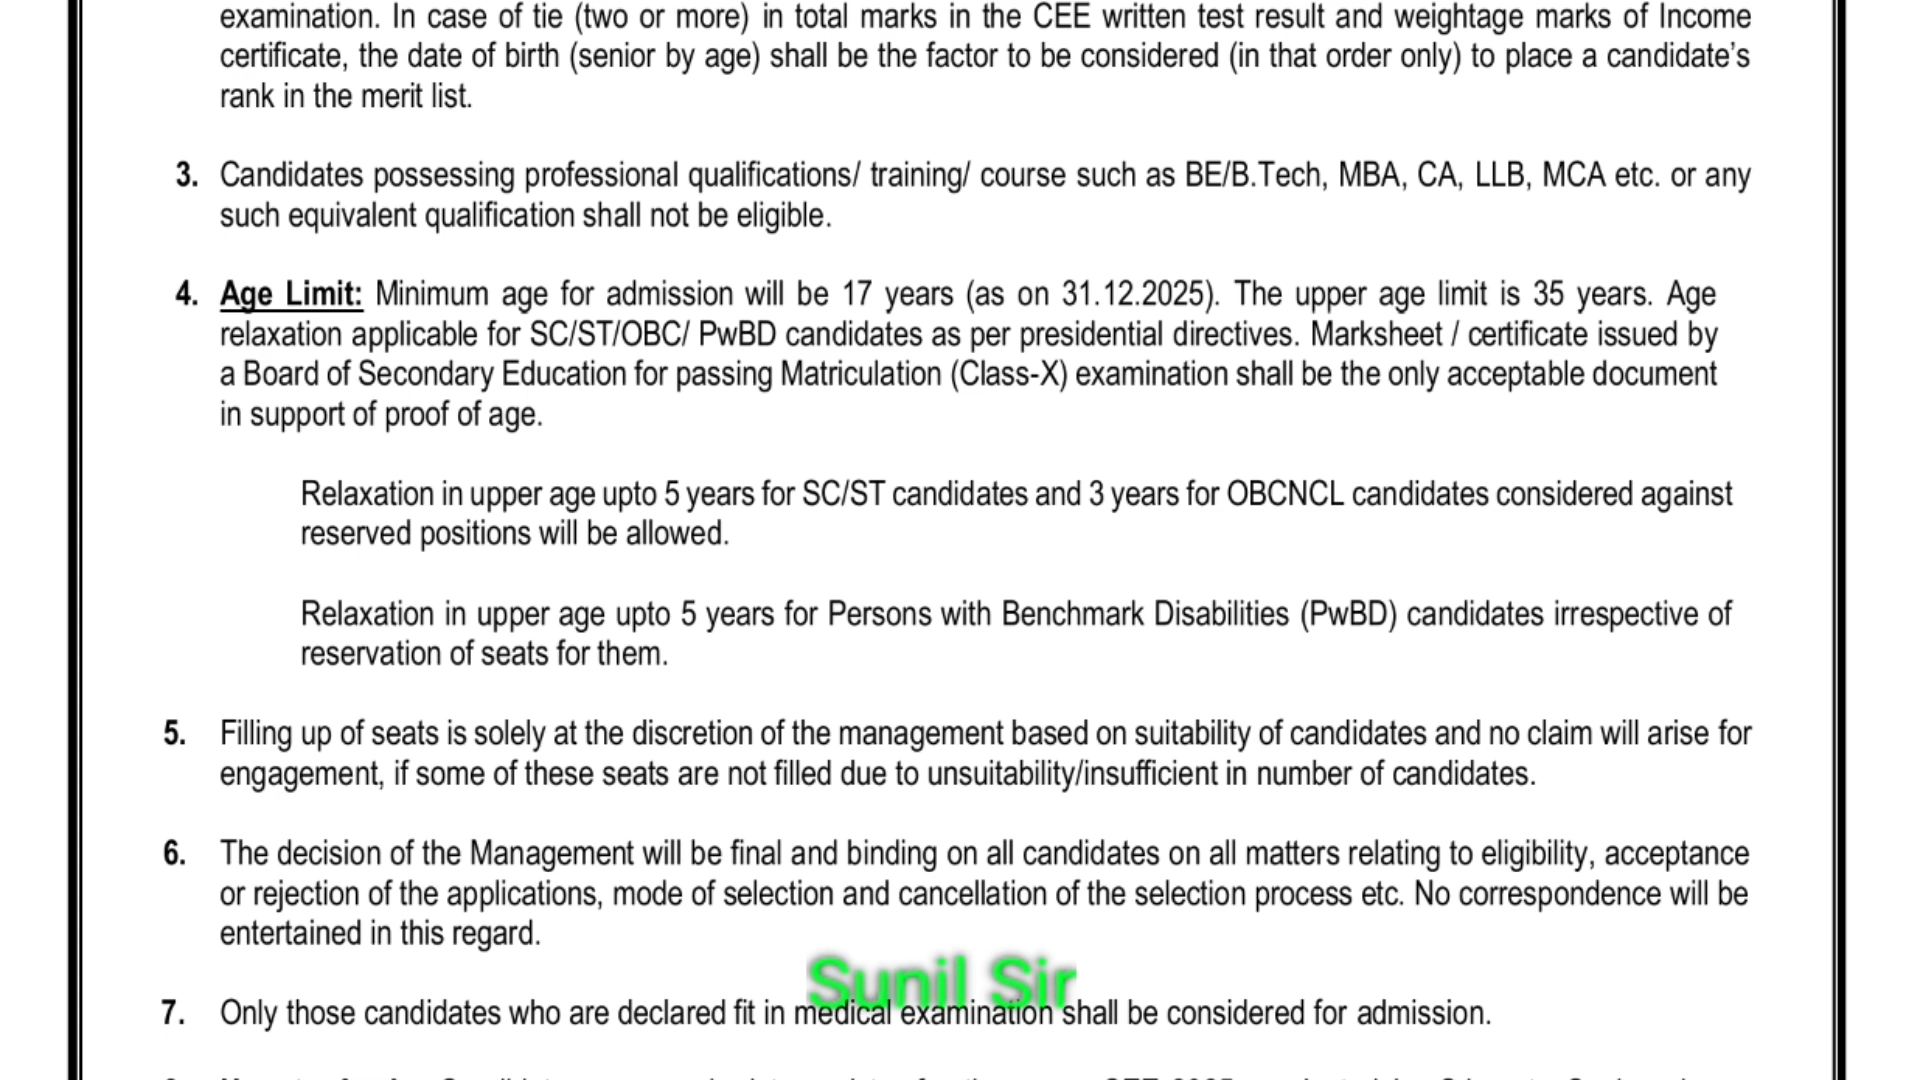 examination. In case of tie (two or more) in total marks in the CEE written test result and weightage marks of Income
certificate, the date of birth (senior by age) shall be the factor to be considered (in that order only) to place a candidate’s
rank in the merit list.
3. Candidates possessing professional qualifications/ training/ course such as BE/B.Tech, MBA, CA, LLB, MCA etc. or any
such equivalent qualification shall not be eligible.
4. Age Limit: Minimum age for admission will be 17 years (as on 31.12.2025). The upper age limit is 35 years. Age
relaxation applicable for SC/ST/OBC/ PwBD candidates as per presidential directives. Marksheet / certificate issued by
a Board of Secondary Education for passing Matriculation (Class-X) examination shall be the only acceptable document
in support of proof of age.
Relaxation in upper age upto 5 years for SC/ST candidates and 3 years for OBCNCL candidates considered against
reserved positions will be allowed.
Relaxation in upper age upto 5 years for Persons with Benchmark Disabilities (PwBD) candidates irrespective of
reservation of seats for them.
5. Filling up of seats is solely at the discretion of the management based on suitability of candidates and no claim will arise for
engagement, if some of these seats are not filled due to unsuitability/insufficient in number of candidates.
6. The decision of the Management will be final and binding on all candidates on all matters relating to eligibility, acceptance
or rejection of the applications, mode of selection and cancellation of the selection process etc. No correspondence will be
entertained in this regard.
Sunil Sir
7. Only those candidates who are declared fit in medical examination shall be considered for admission.